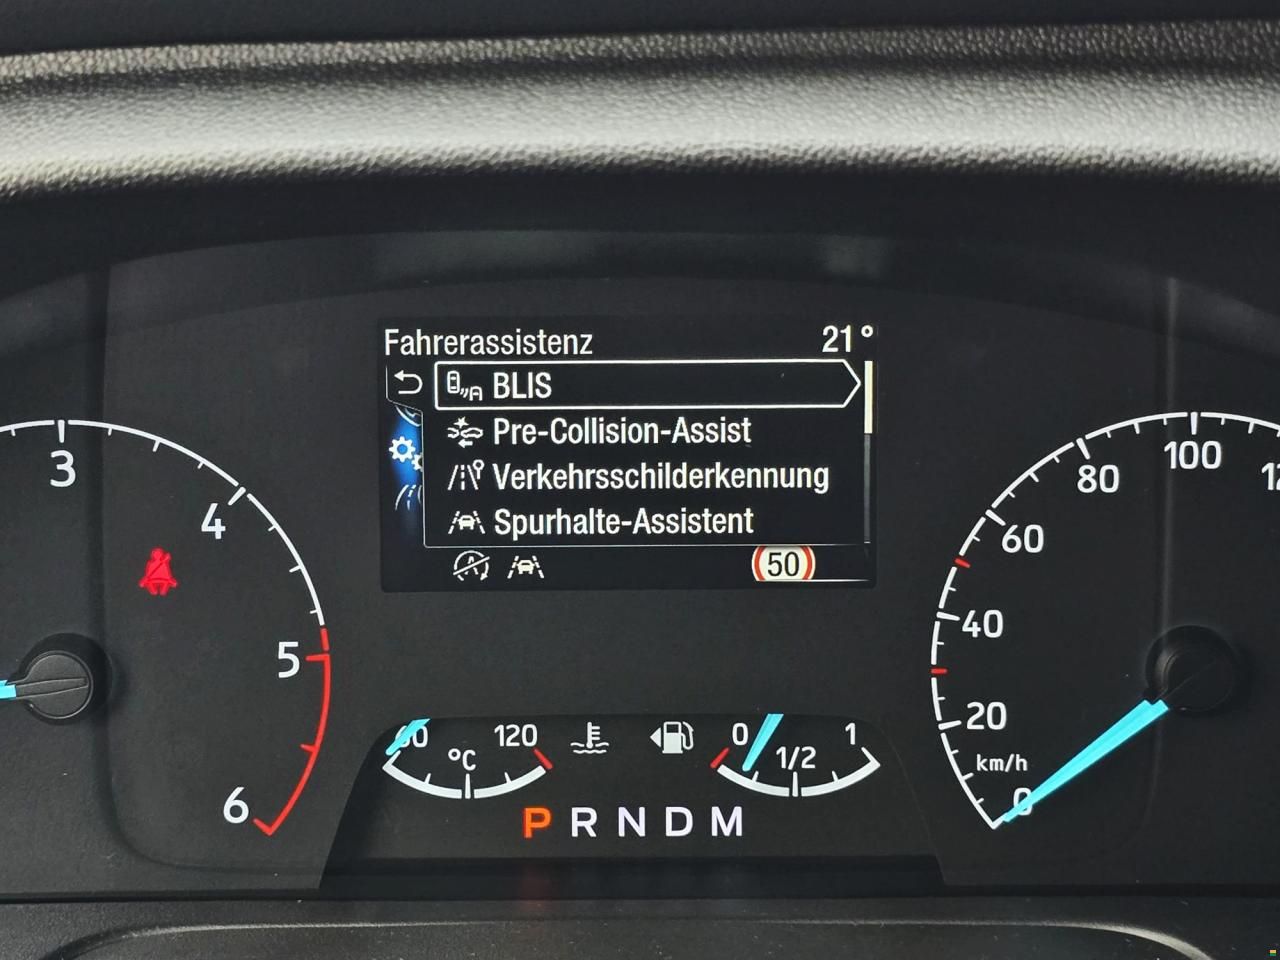 Fahrerassistenz 21°
BLIS
Pre-Collision-Assist
Verkehrsschilderkennung
Spurhalte-Assistent
50
3
4
5
6
120
°C
0
1/2
1
P R N D M
100
80
60
40
20
km/h
0